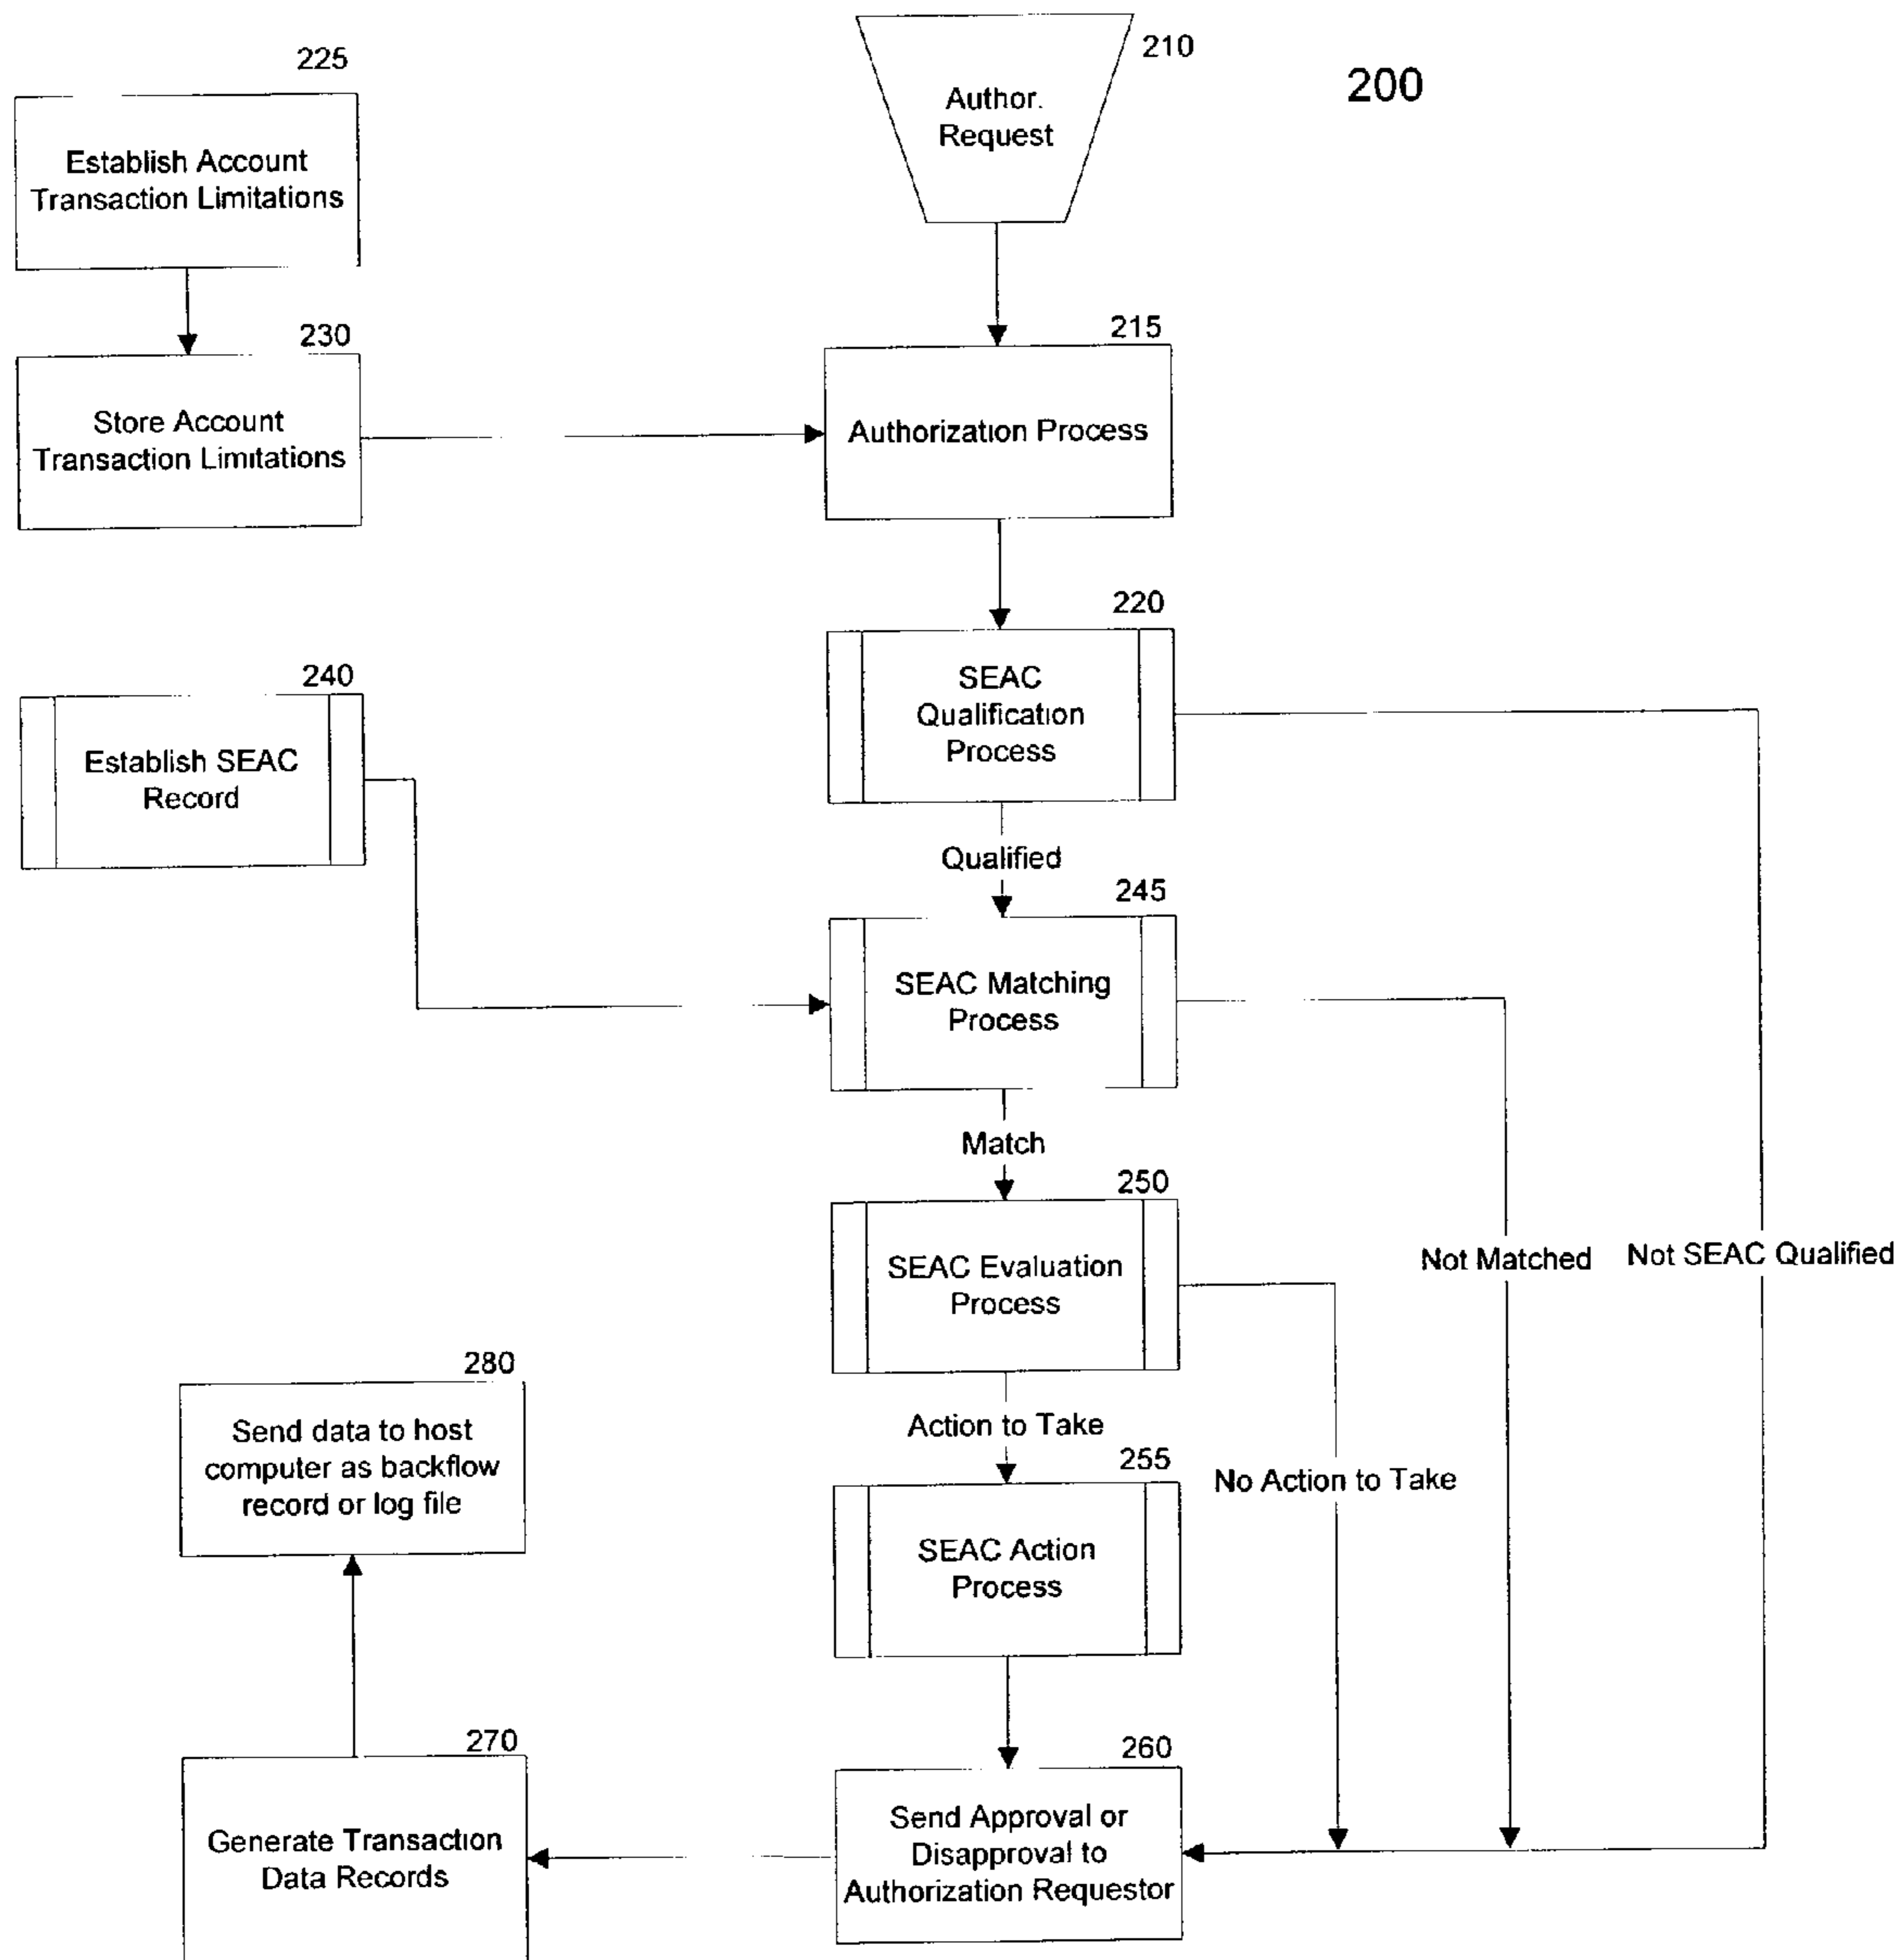 225
Establish Account
Transaction Limitations
210
Author.
Request
200
230
Store Account
Transaction Limitations
215
Authorization Process
220
SEAC
Qualification
Process
240
Establish SEAC
Record
Qualified
245
SEAC Matching
Process
Match
250
SEAC Evaluation
Process
Not Matched
Not SEAC Qualified
Action to Take
No Action to Take
255
SEAC Action
Process
280
Send data to host
computer as backflow
record or log file
270
Generate Transaction
Data Records
260
Send Approval or
Disapproval to
Authorization Requestor